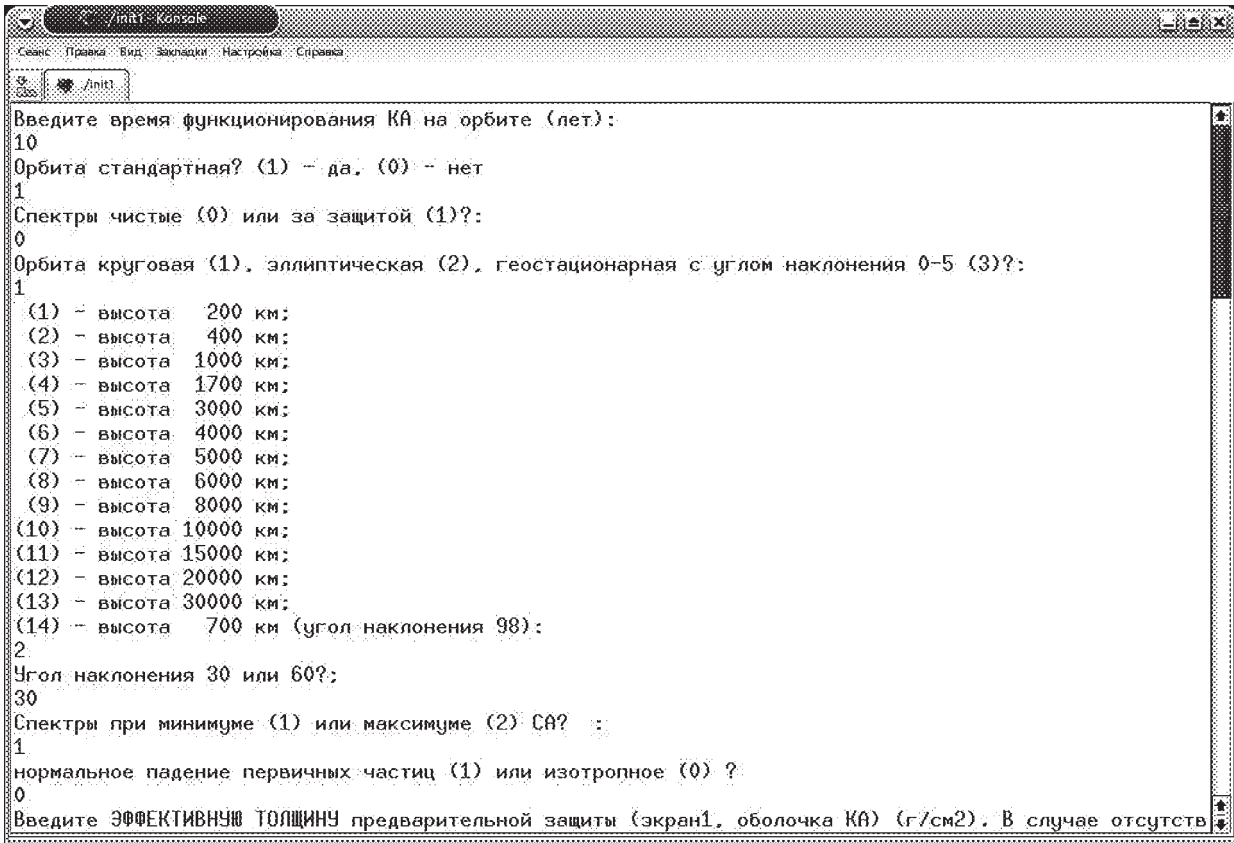 ./init1 - Konsole
Сеанс Правка Вид Закладки Настройка Справка
./init1
Введите время функционирования КА на орбите (лет):
10
Орбита стандартная? (1) - да, (0) - нет
1
Спектры чистые (0) или за защитой (1)?:
0
Орбита круговая (1), эллиптическая (2), геостационарная с углом наклонения 0-5 (3)?:
1
(1) - высота 200 км;
(2) - высота 400 км;
(3) - высота 1000 км;
(4) - высота 1700 км;
(5) - высота 3000 км;
(6) - высота 4000 км;
(7) - высота 5000 км;
(8) - высота 6000 км;
(9) - высота 8000 км;
(10) - высота 10000 км;
(11) - высота 15000 км;
(12) - высота 20000 км;
(13) - высота 30000 км;
(14) - высота 700 км (угол наклонения 98):
2
Угол наклонения 30 или 60?:
30
Спектры при минимуме (1) или максимуме (2) СА? :
1
нормальное падение первичных частиц (1) или изотропное (0) ?
0
Введите ЭФФЕКТИВНУЮ ТОЛЩИНУ предварительной защиты (экран1, оболочка КА) (г/см2). В случае отсутств